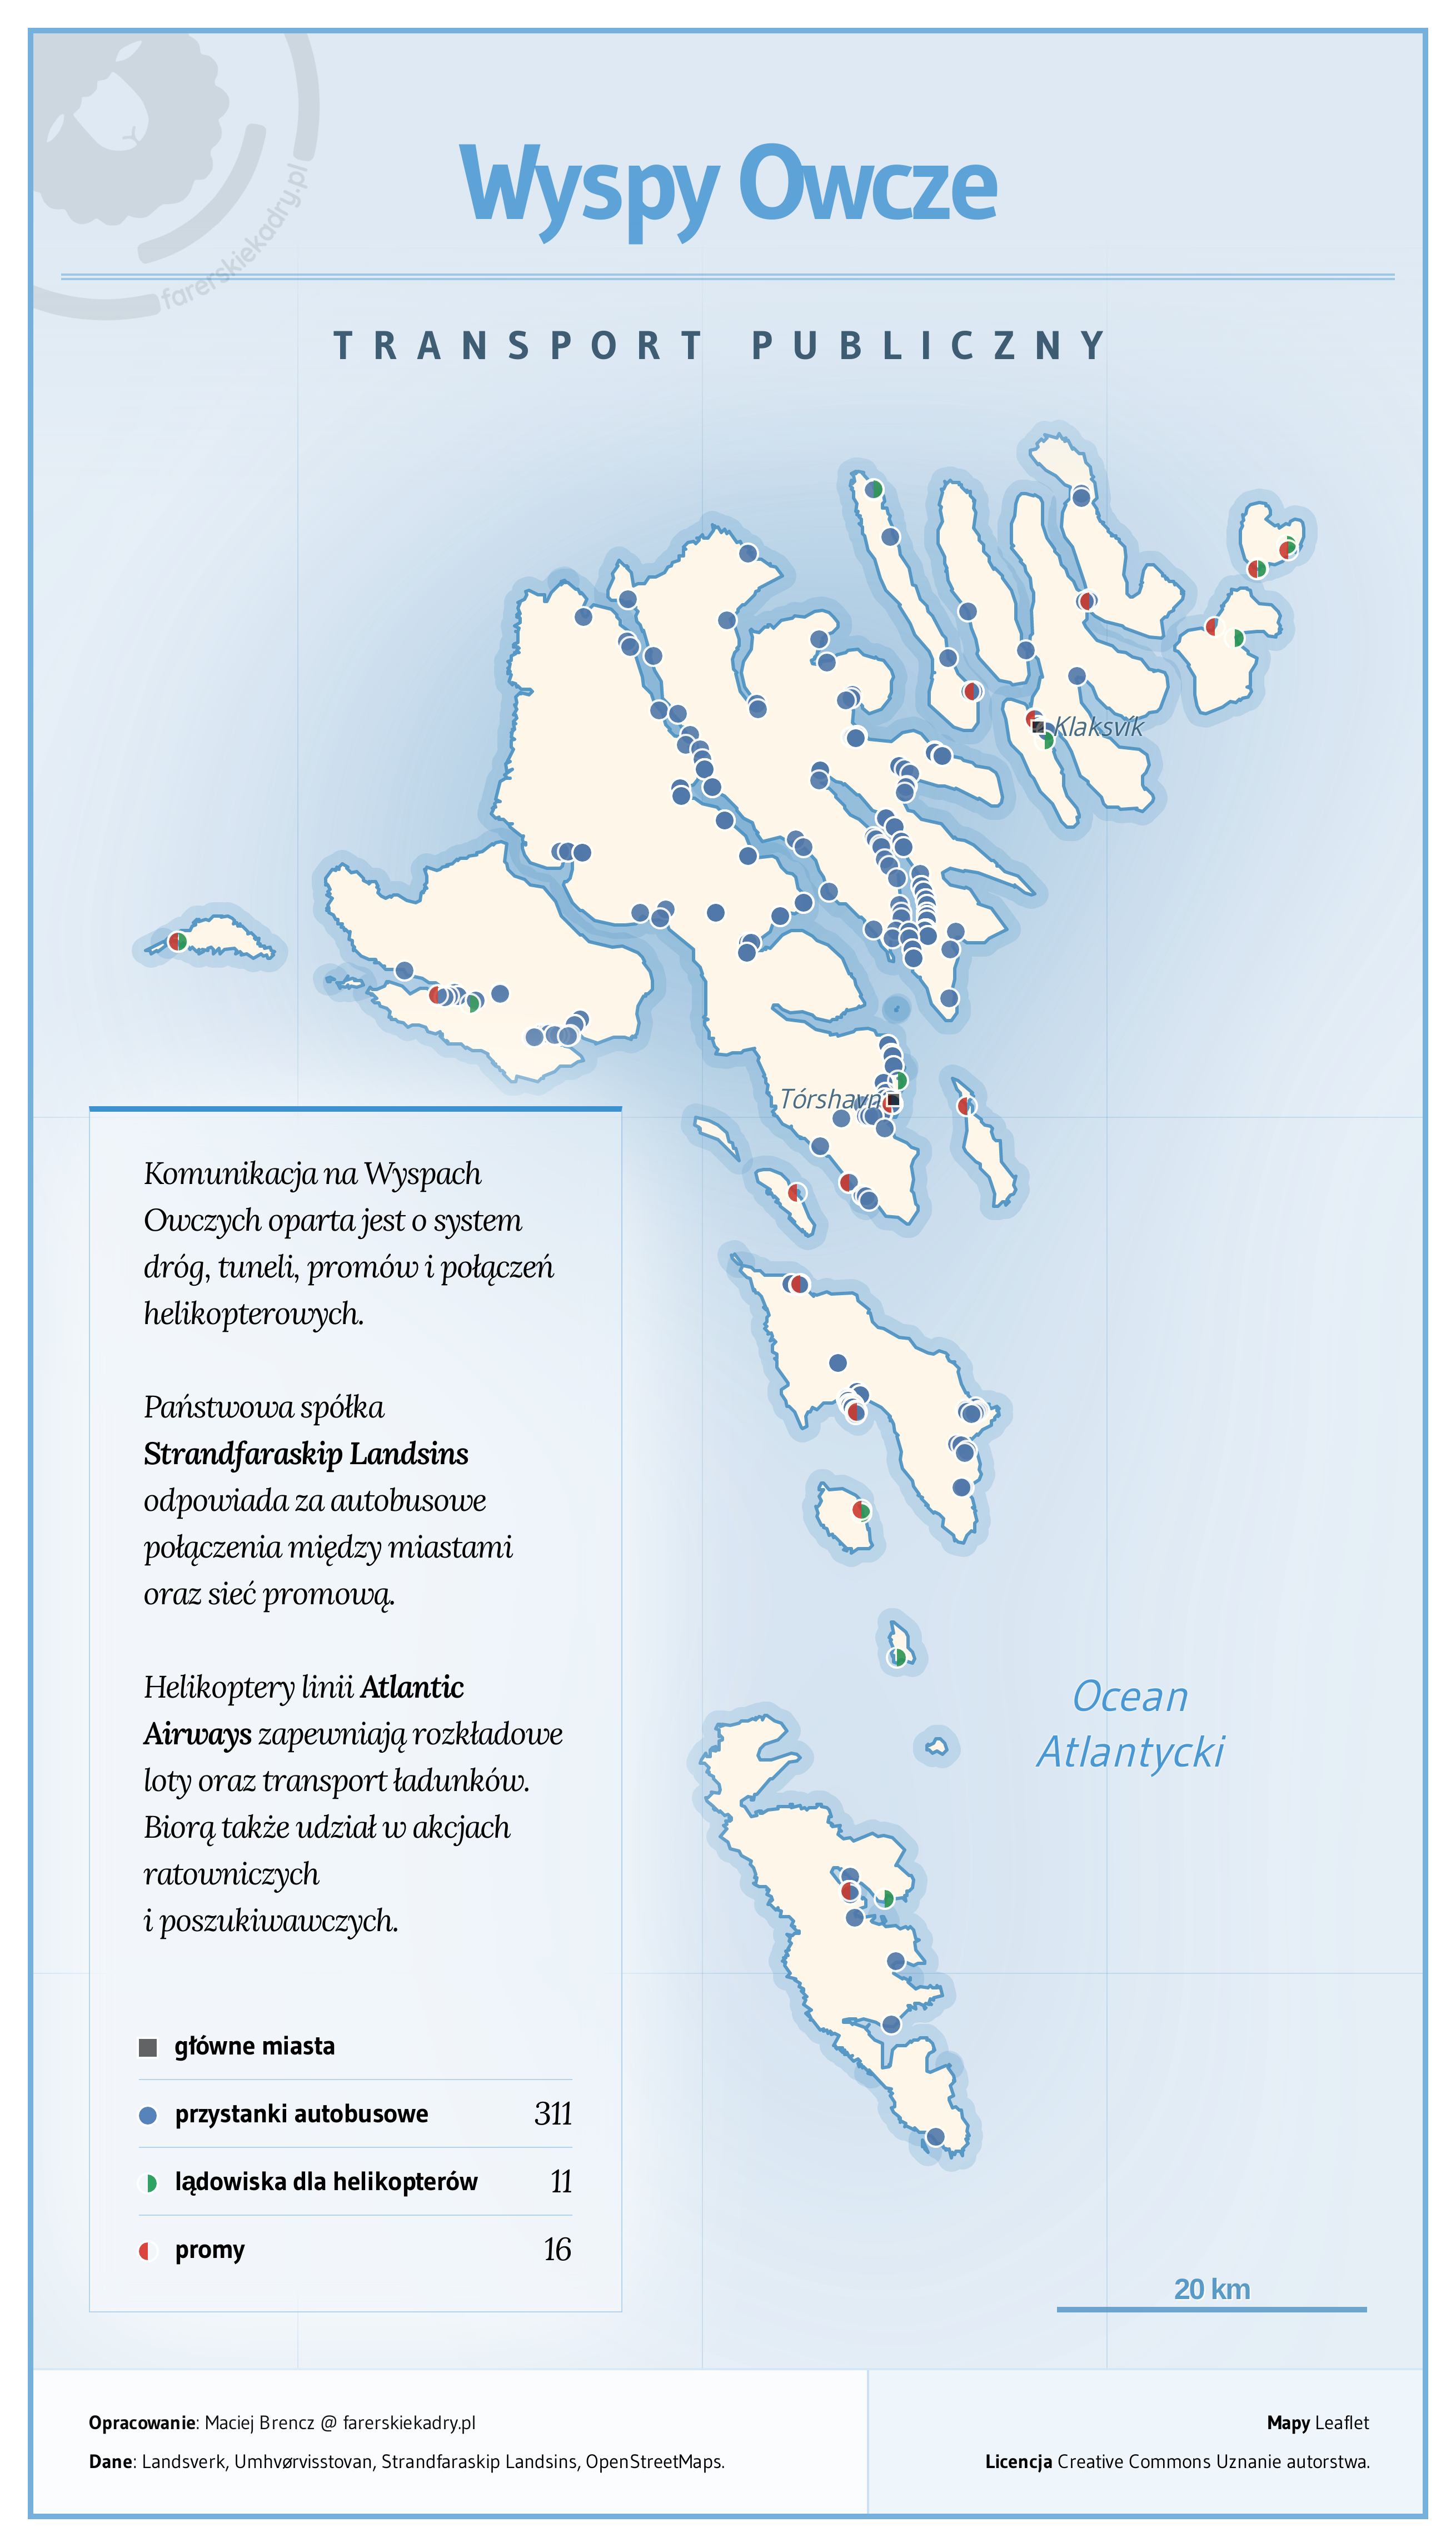 farerskiekadry.pl
Wyspy Owcze
TRANSPORT PUBLICZNY
Klaksvík
Tórshavn
Komunikacja na Wyspach
Owczych oparta jest o system
dróg, tuneli, promów i połączeń
helikopterowych.
Państwowa spółka
Strandfaraskip Landsins
odpowiada za autobusowe
połączenia między miastami
oraz sieć promową.
Helikoptery linii Atlantic
Airways zapewniają rozkładowe
loty oraz transport ładunków.
Biorą także udział w akcjach
ratowniczych
i poszukiwawczych.
Ocean
Atlantycki
główne miasta
przystanki autobusowe 311
lądowiska dla helikopterów 11
promy 16
20 km
Opracowanie: Maciej Brencz @ farerskiekadry.pl
Dane: Landsverk, Umhvørvisstovan, Strandfaraskip Landsins, OpenStreetMaps.
Mapy Leaflet
Licencja Creative Commons Uznanie autorstwa.